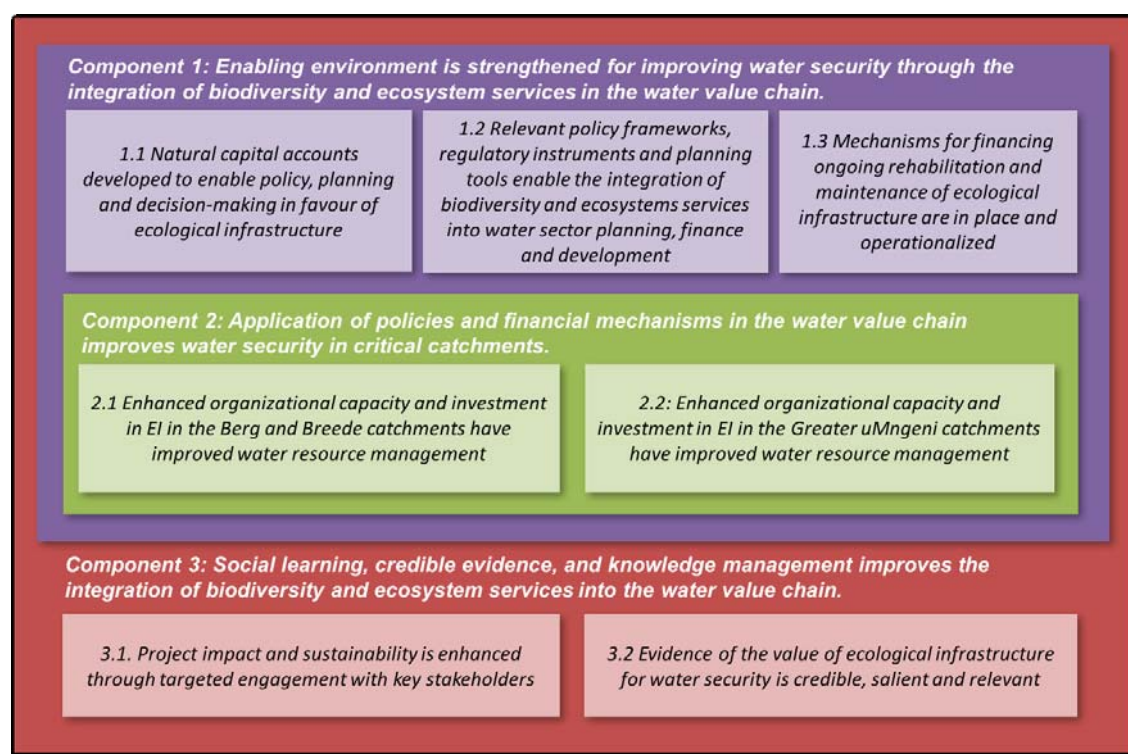 Component 1: Enabling environment is strengthened for improving water security through the
integration of biodiversity and ecosystem services in the water value chain.
1.1 Natural capital accounts
developed to enable policy, planning
and decision-making in favour of
ecological infrastructure
1.2 Relevant policy frameworks,
regulatory instruments and planning
tools enable the integration of
biodiversity and ecosystems services
into water sector planning, finance
and development
1.3 Mechanisms for financing
ongoing rehabilitation and
maintenance of ecological
infrastructure are in place and
operationalized
Component 2: Application of policies and financial mechanisms in the water value chain
improves water security in critical catchments.
2.1 Enhanced organizational capacity and investment
in EI in the Berg and Breede catchments have
improved water resource management
2.2: Enhanced organizational capacity and
investment in EI in the Greater uMngeni catchments
have improved water resource management
Component 3: Social learning, credible evidence, and knowledge management improves the
integration of biodiversity and ecosystem services into the water value chain.
3.1. Project impact and sustainability is enhanced
through targeted engagement with key stakeholders
3.2 Evidence of the value of ecological infrastructure
for water security is credible, salient and relevant